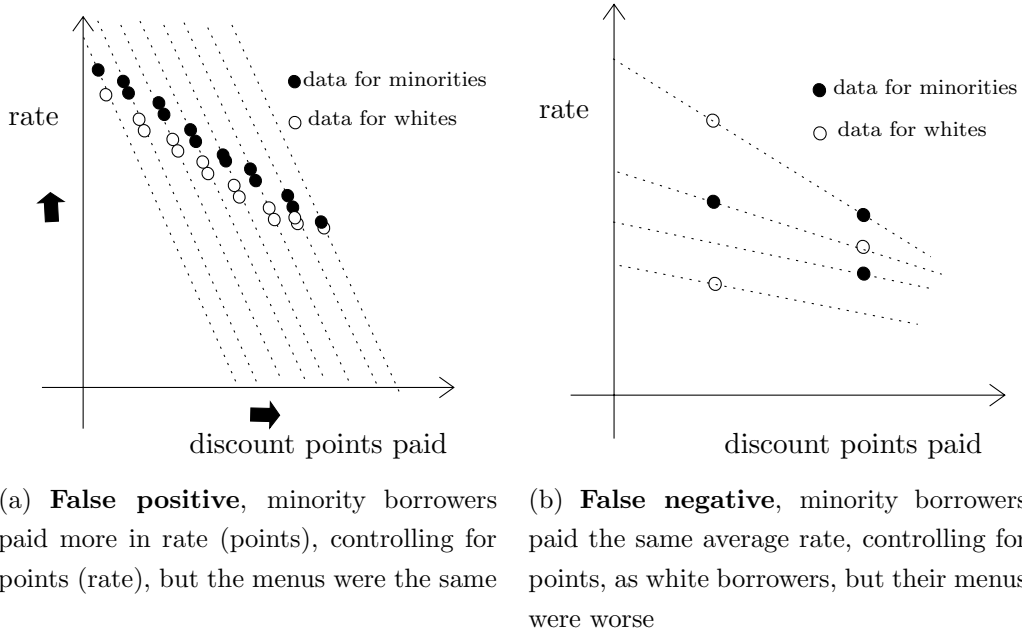 rate
data for minorities
data for whites
discount points paid
(a) False positive, minority borrowers
paid more in rate (points), controlling for
points (rate), but the menus were the same
rate
data for minorities
data for whites
discount points paid
(b) False negative, minority borrowers
paid the same average rate, controlling for
points, as white borrowers, but their menus
were worse